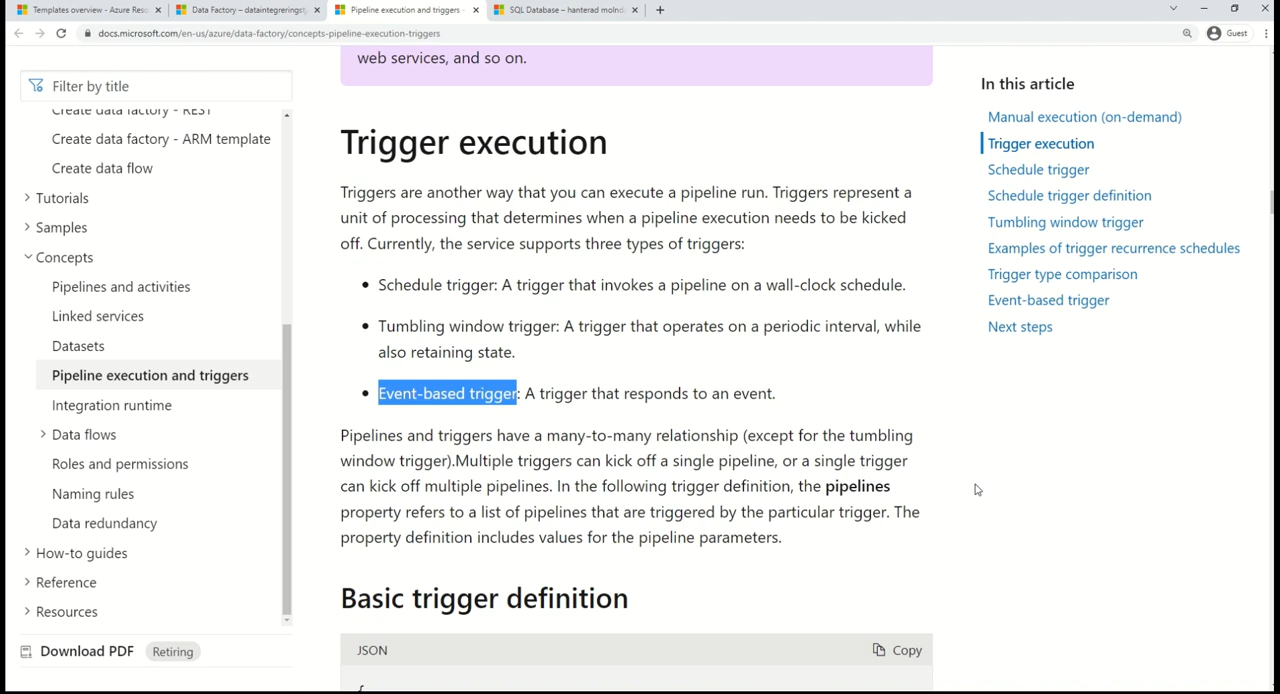 Templates overview - Azure Reso
Data Factory – dataintegreringst
Pipeline execution and triggers -
SQL Database – hanterad molnd
docs.microsoft.com/en-us/azure/data-factory/concepts-pipeline-execution-triggers
Guest
Filter by title
Create data factory - REST
Create data factory - ARM template
Create data flow
Tutorials
Samples
Concepts
Pipelines and activities
Linked services
Datasets
Pipeline execution and triggers
Integration runtime
Data flows
Roles and permissions
Naming rules
Data redundancy
How-to guides
Reference
Resources
Download PDF
Retiring
web services, and so on.
Trigger execution
Triggers are another way that you can execute a pipeline run. Triggers represent a
unit of processing that determines when a pipeline execution needs to be kicked
off. Currently, the service supports three types of triggers:
• Schedule trigger: A trigger that invokes a pipeline on a wall-clock schedule.
• Tumbling window trigger: A trigger that operates on a periodic interval, while
also retaining state.
• Event-based trigger: A trigger that responds to an event.
Pipelines and triggers have a many-to-many relationship (except for the tumbling
window trigger).Multiple triggers can kick off a single pipeline, or a single trigger
can kick off multiple pipelines. In the following trigger definition, the pipelines
property refers to a list of pipelines that are triggered by the particular trigger. The
property definition includes values for the pipeline parameters.
Basic trigger definition
JSON
Copy
{
In this article
Manual execution (on-demand)
Trigger execution
Schedule trigger
Schedule trigger definition
Tumbling window trigger
Examples of trigger recurrence schedules
Trigger type comparison
Event-based trigger
Next steps